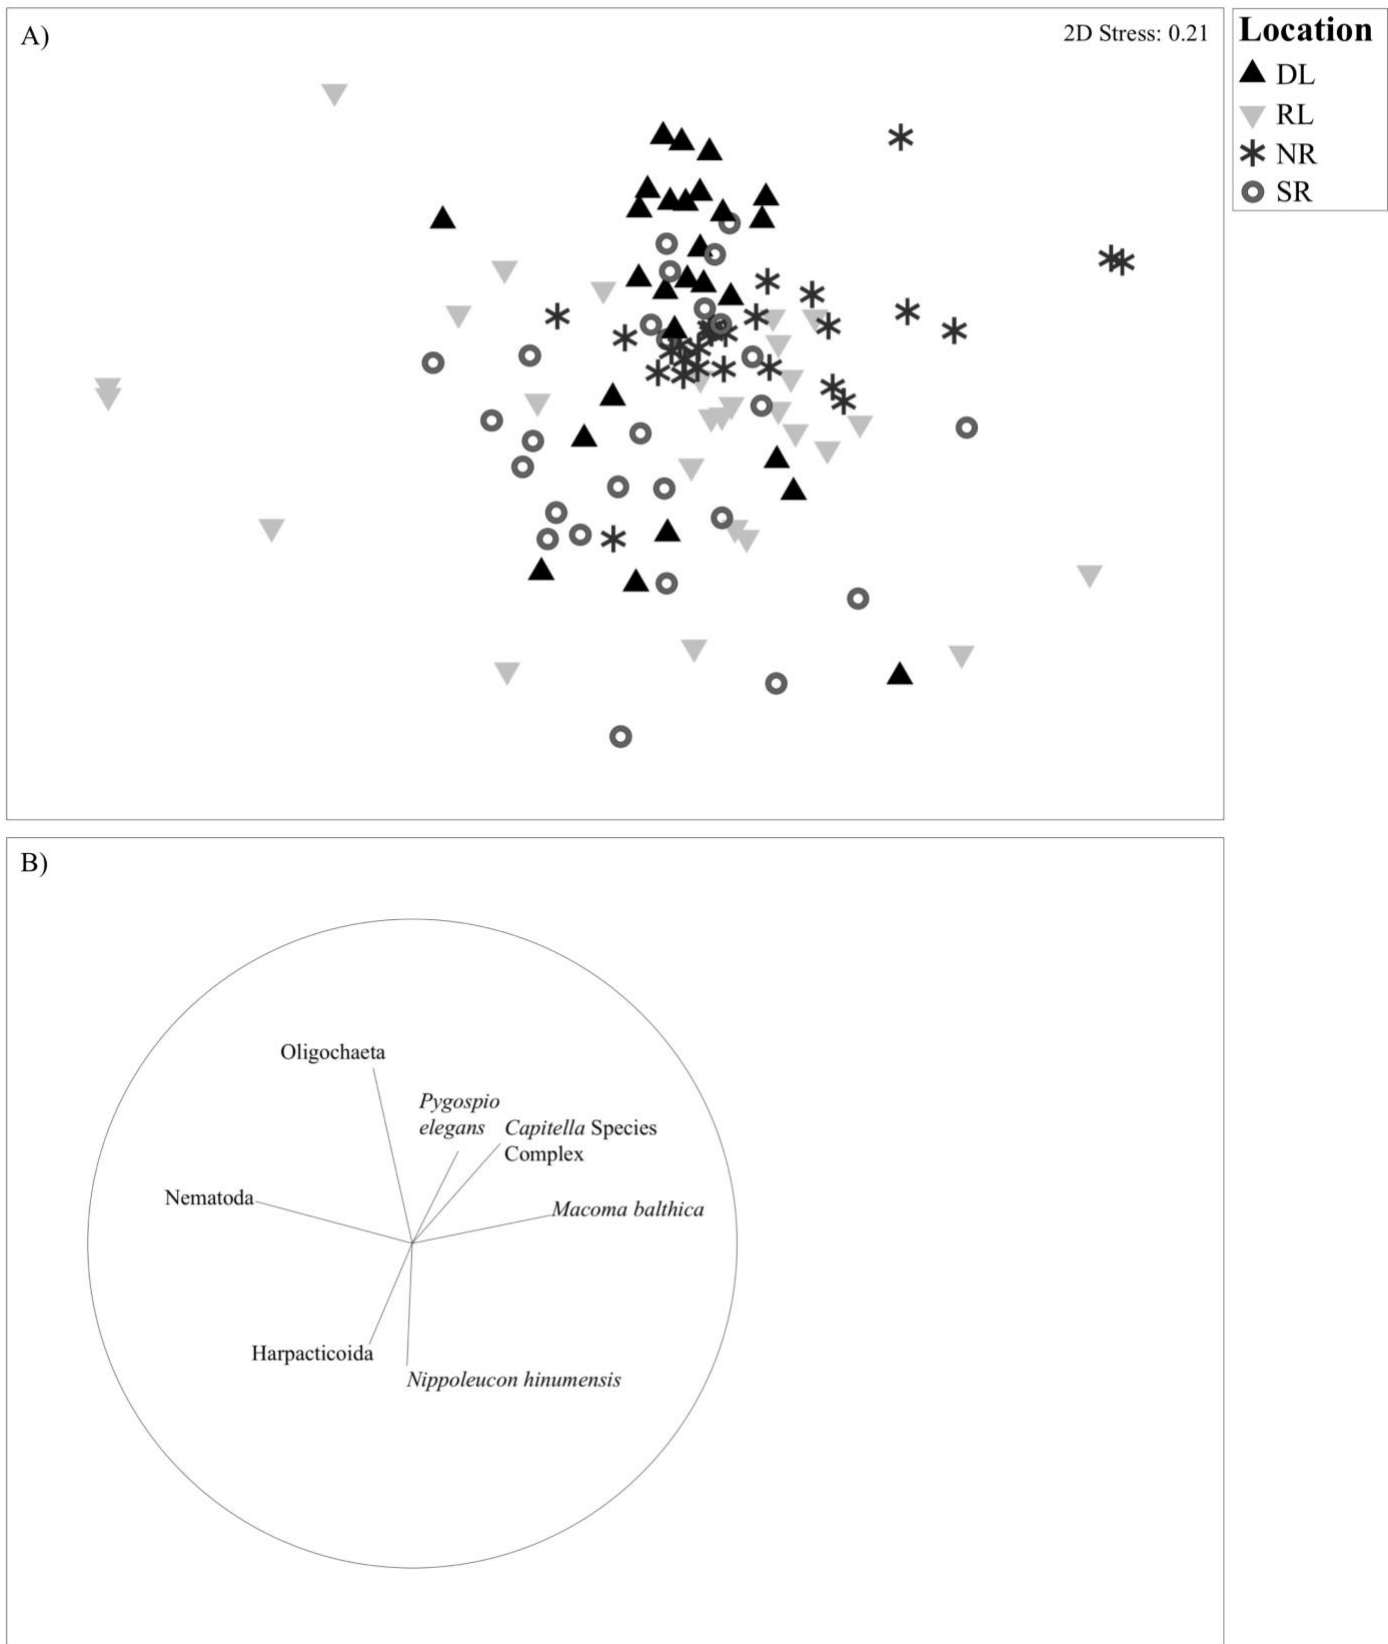 A)
2D Stress: 0.21
Location
DL
RL
NR
SR
B)
Oligochaeta
Pygospio
elegans
Capitella Species
Complex
Nematoda
Macoma balthica
Harpacticoida
Nippoleucon hinumensis